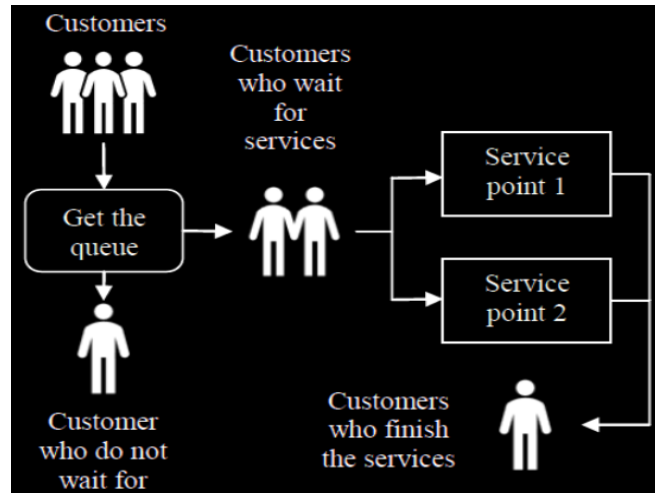 Customers
Customers
who wait
for
services
Get the
queue
Service
point 1
Service
point 2
Customer
who do not
wait for
Customers
who finish
the services